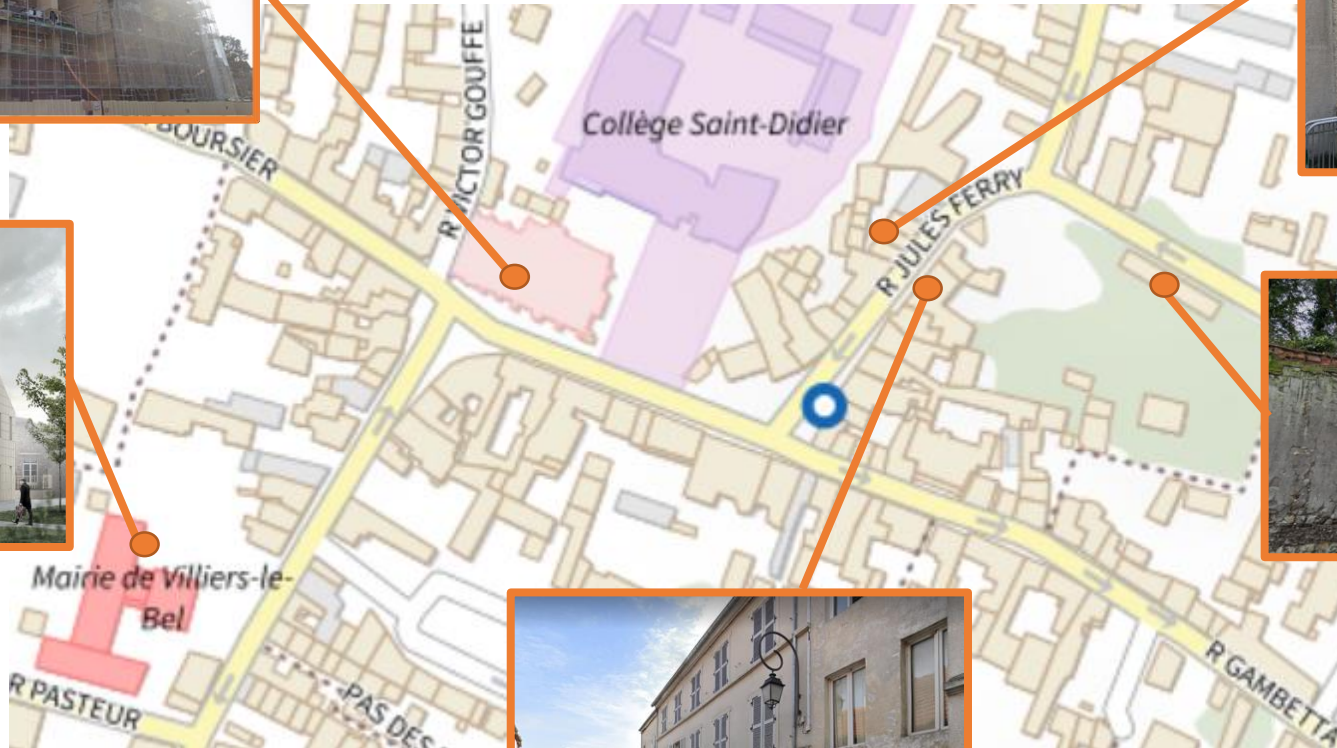 BOURSIER
R VICTOR GOUFFE
Collège Saint-Didier
R JULES FERRY
Mairie de Villiers-le-
Bel
R PASTEUR
PAS DES
R GAMBETTA